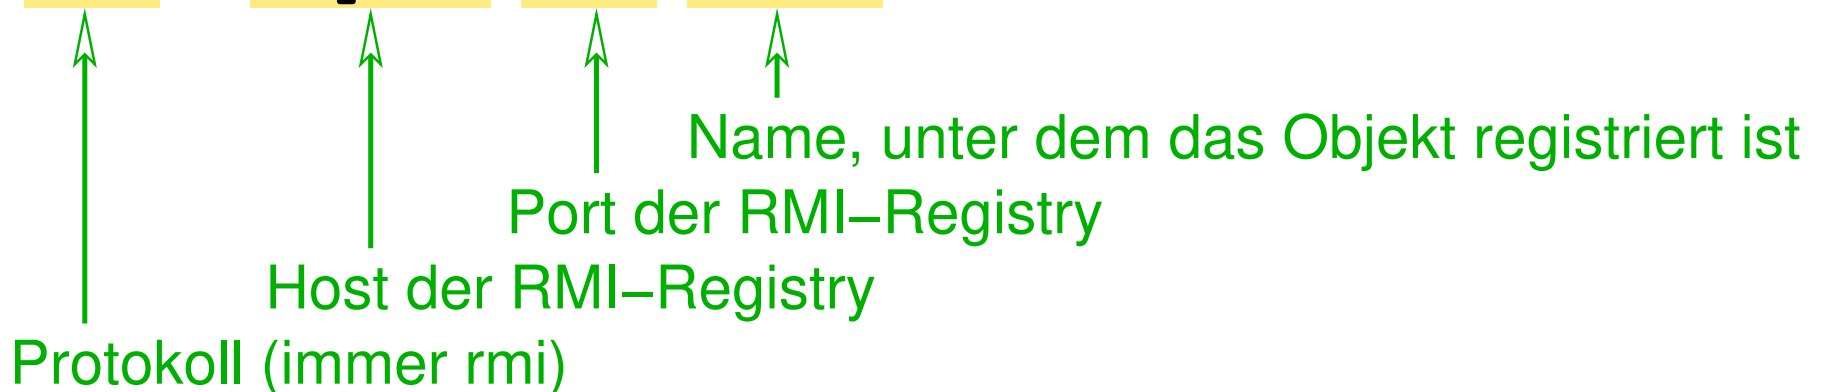 Name, unter dem das Objekt registriert ist
Port der RMI–Registry
Host der RMI–Registry
Protokoll (immer rmi)